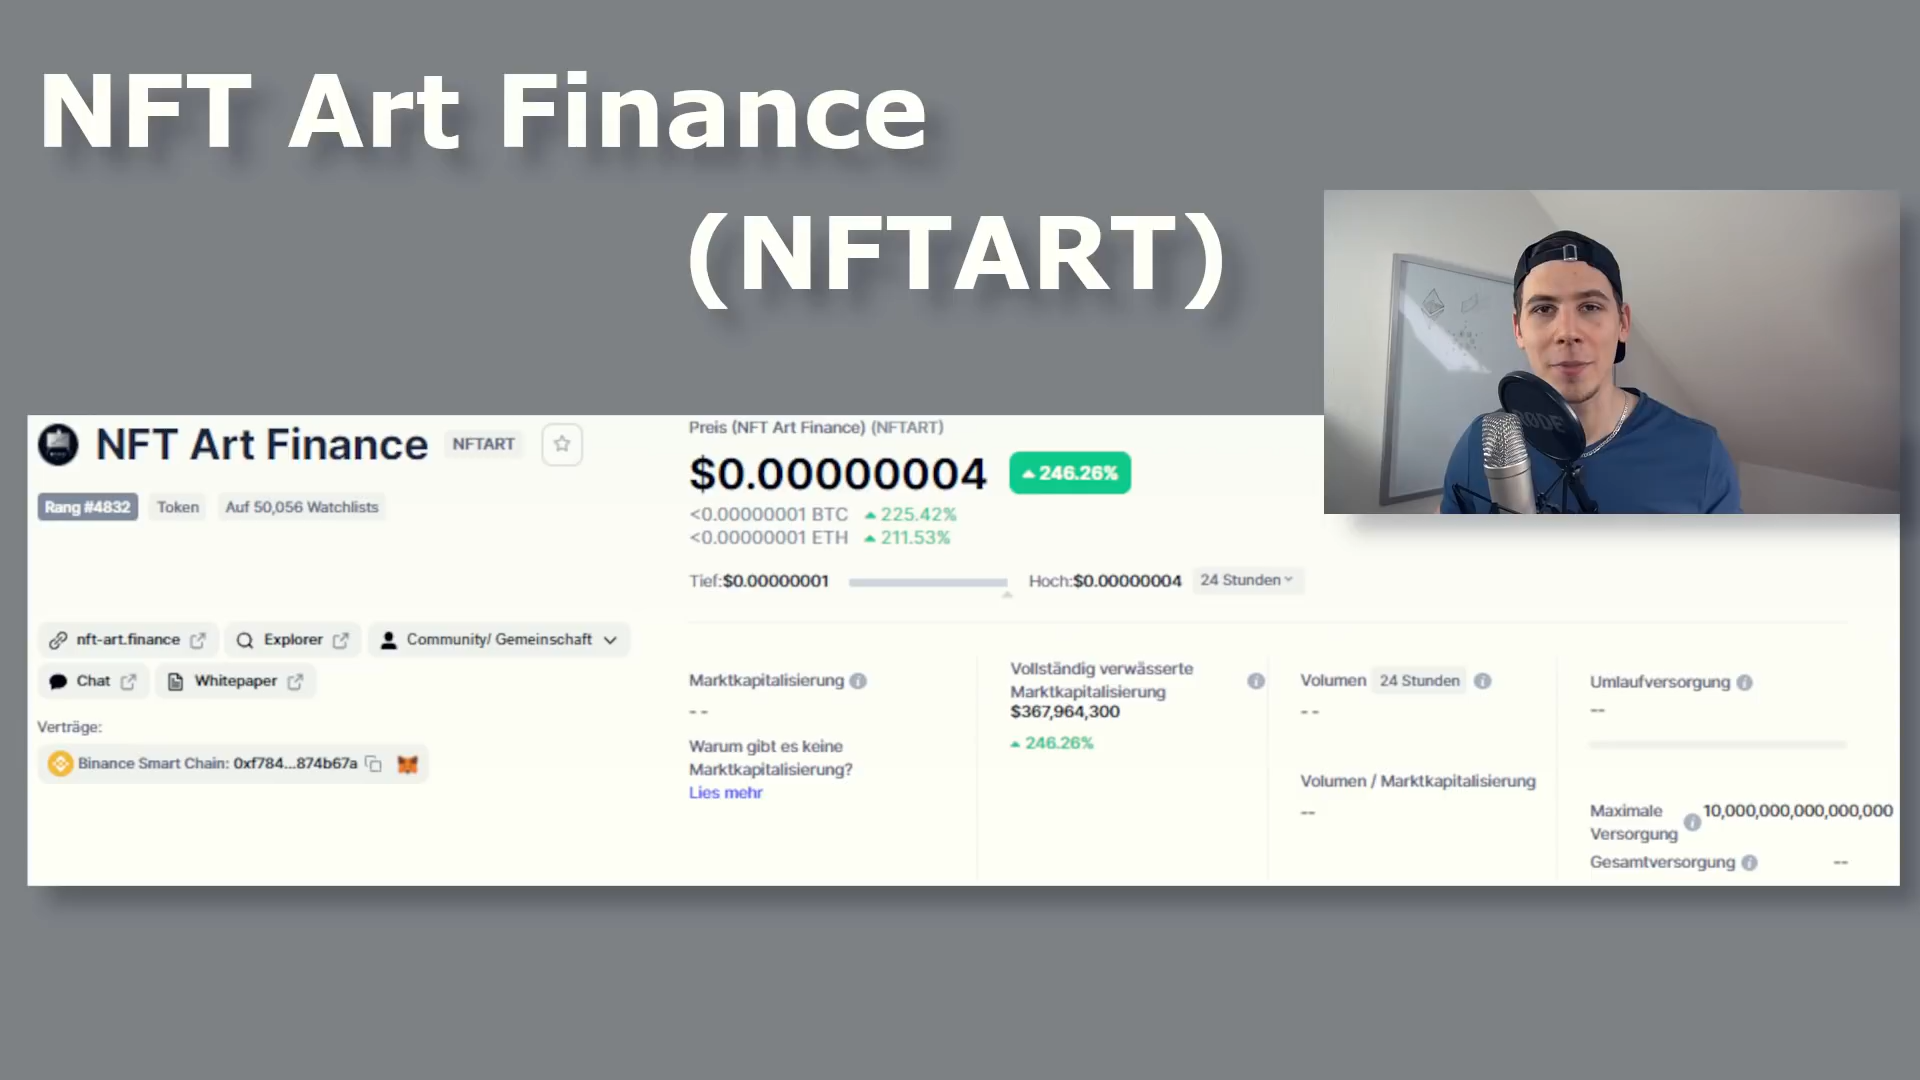 NFT Art Finance
(NFTART)
NFT Art Finance NFTART
Rang #4832 Token Auf 50,056 Watchlists
nft-art.finance Explorer Community/ Gemeinschaft
Chat Whitepaper
Verträge:
Binance Smart Chain: 0xf784...874b67a
Preis (NFT Art Finance) (NFTART)
$0.00000004 246.26%
<0.00000001 BTC 225.42%
<0.00000001 ETH 211.53%
Tief:$0.00000001 Hoch:$0.00000004 24 Stunden
Marktkapitalisierung
--
Warum gibt es keine
Marktkapitalisierung?
Lies mehr
Vollständig verwässerte
Marktkapitalisierung
$367,964,300
246.26%
Volumen 24 Stunden
--
Volumen / Marktkapitalisierung
--
Umlaufversorgung
--
Maximale
Versorgung
10,000,000,000,000,000
Gesamtversorgung --
RØDE